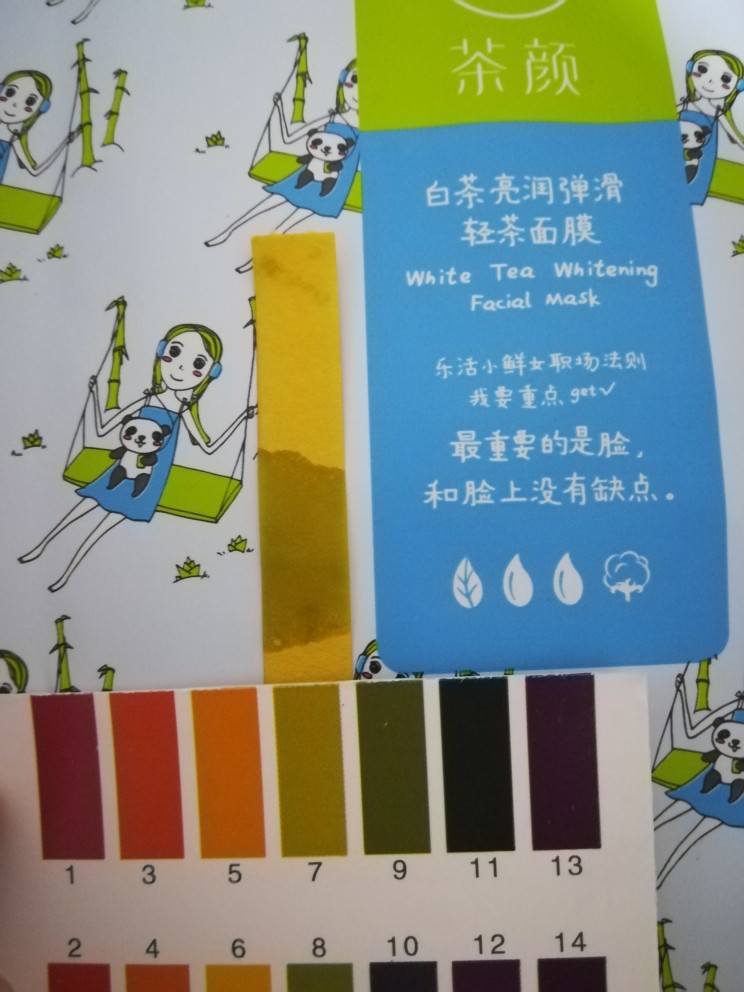 茶颜
白茶亮润弹滑
轻茶面膜
White Tea Whitening
Facial Mask
乐活小鲜女职场法则
我要重点get✓
最重要的是脸，
和脸上没有缺点。
1 3 5 7 9 11 13
2 4 6 8 10 12 14